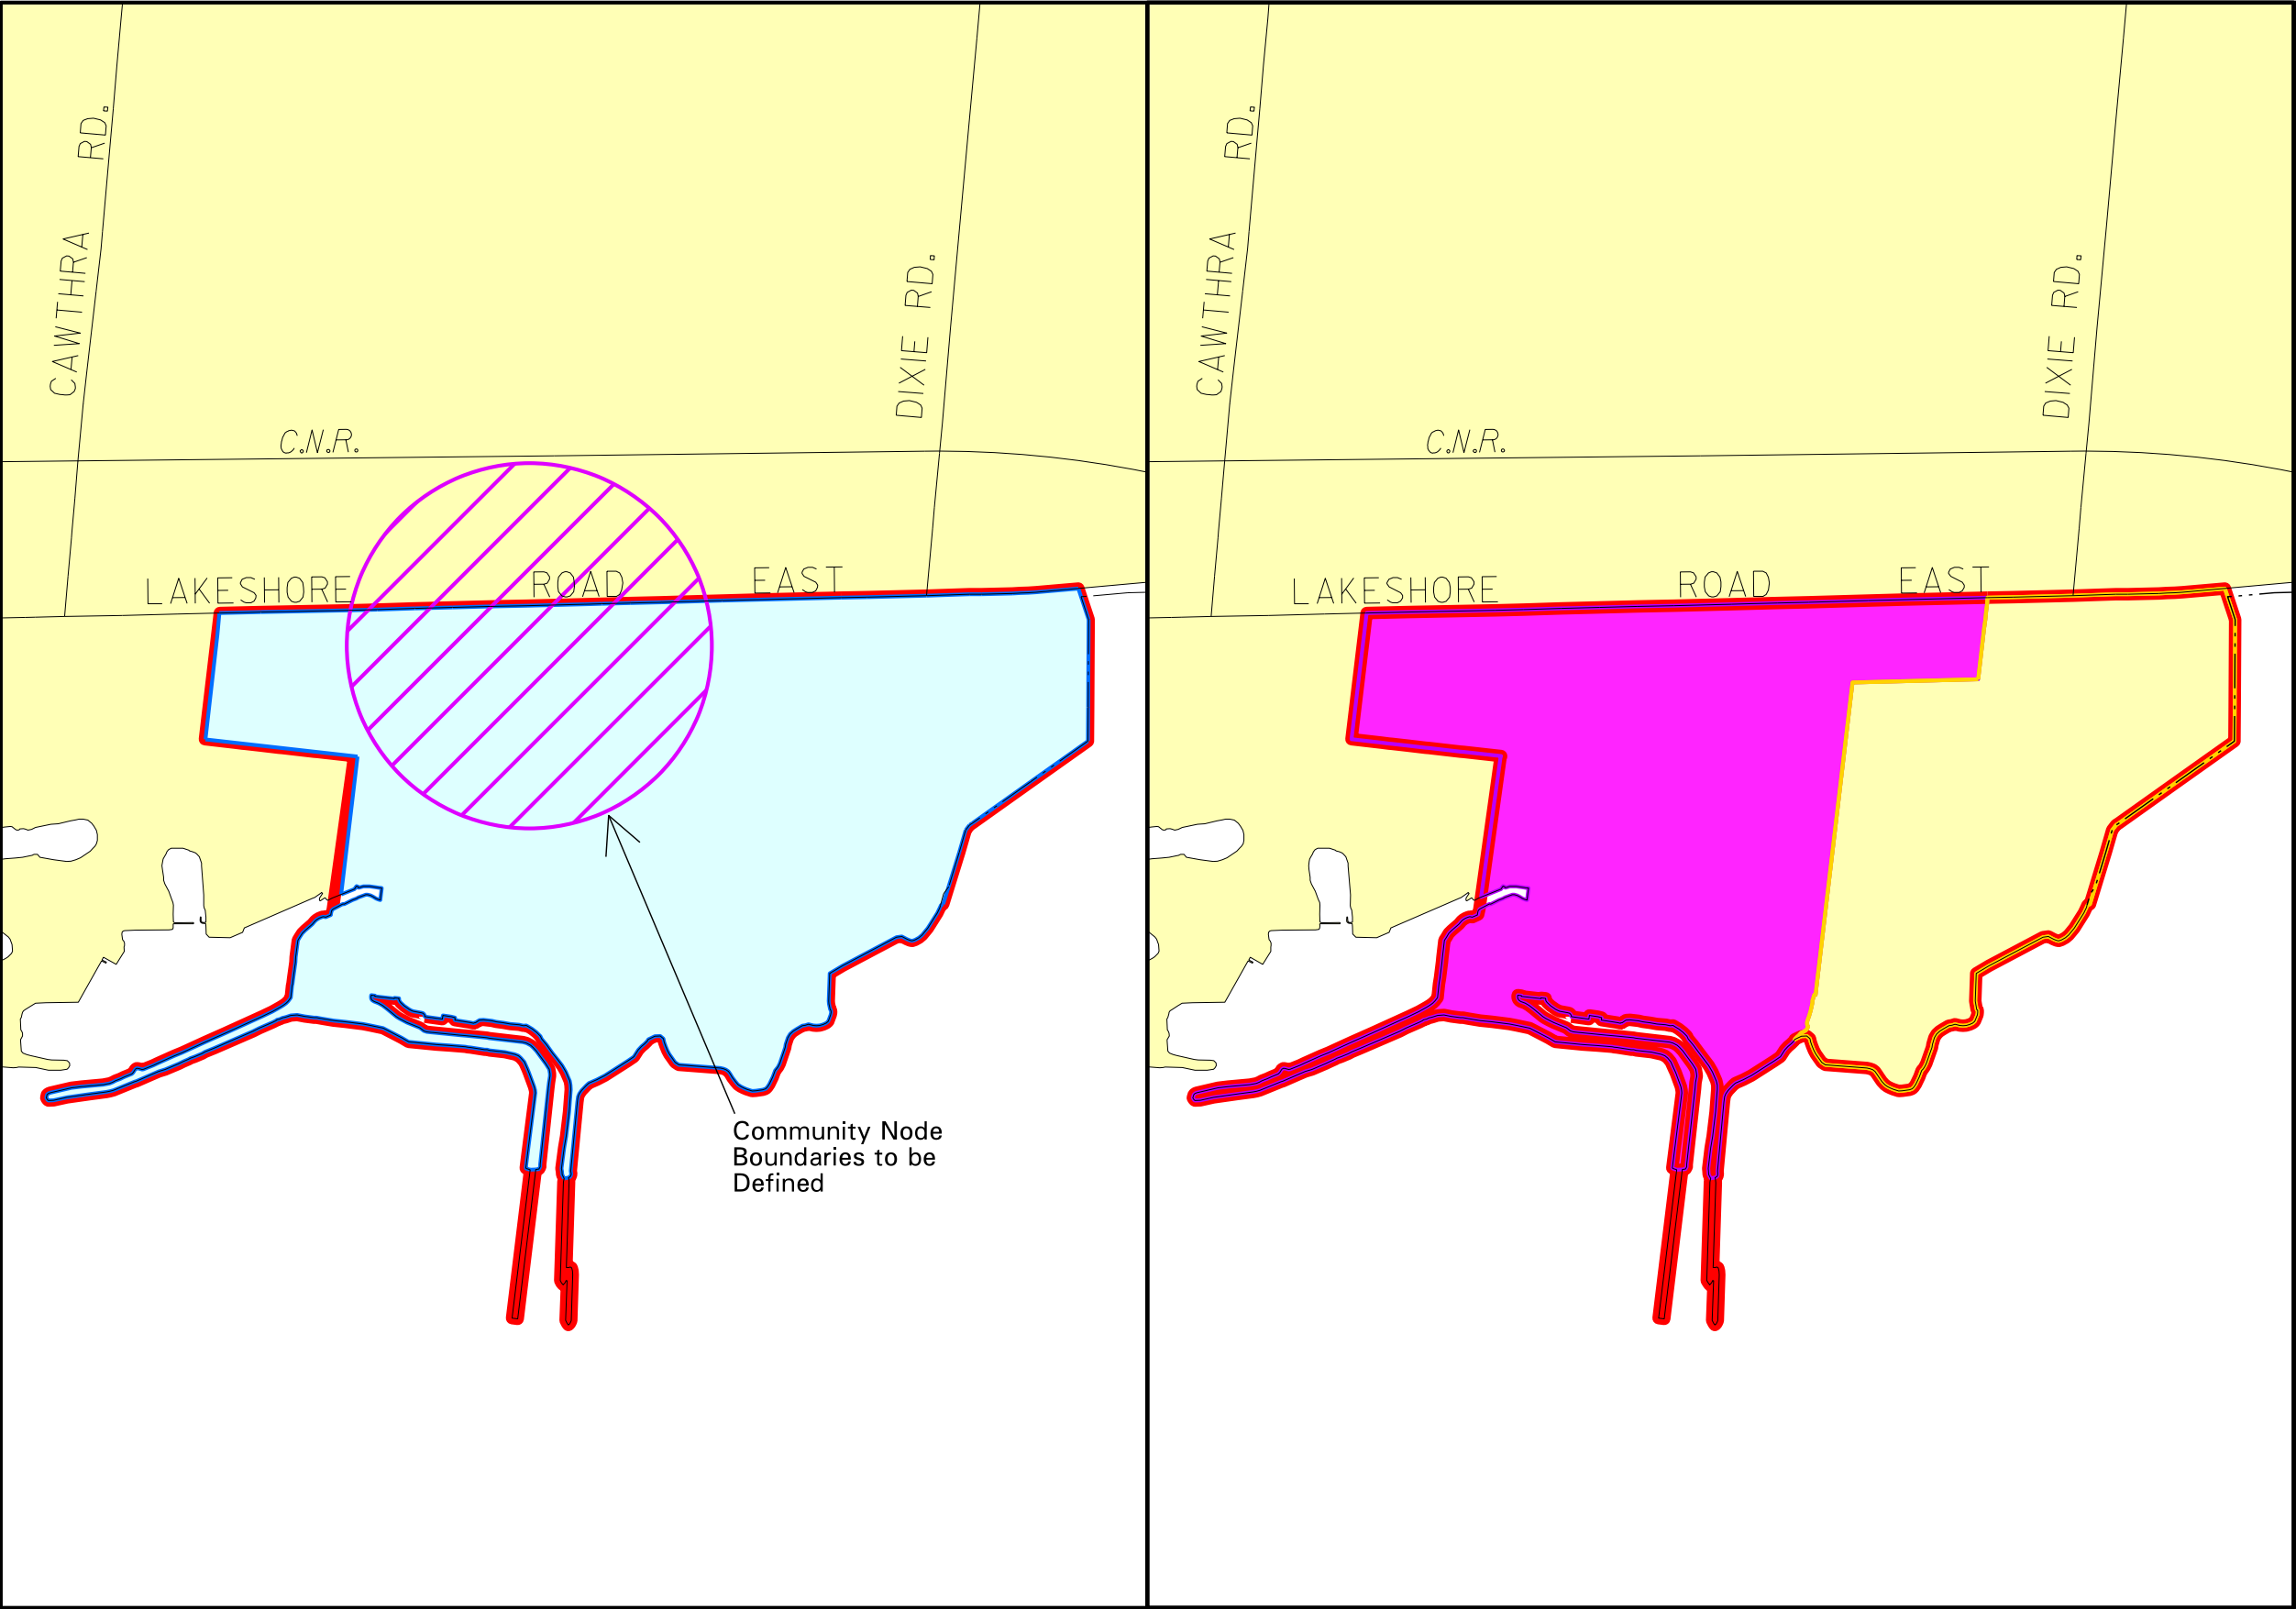 CAWTHRA RD.
DIXIE RD.
C.N.R.
LAKESHORE ROAD EAST
Community Node
Boundaries to be
Defined
CAWTHRA RD.
DIXIE RD.
C.N.R.
LAKESHORE ROAD EAST